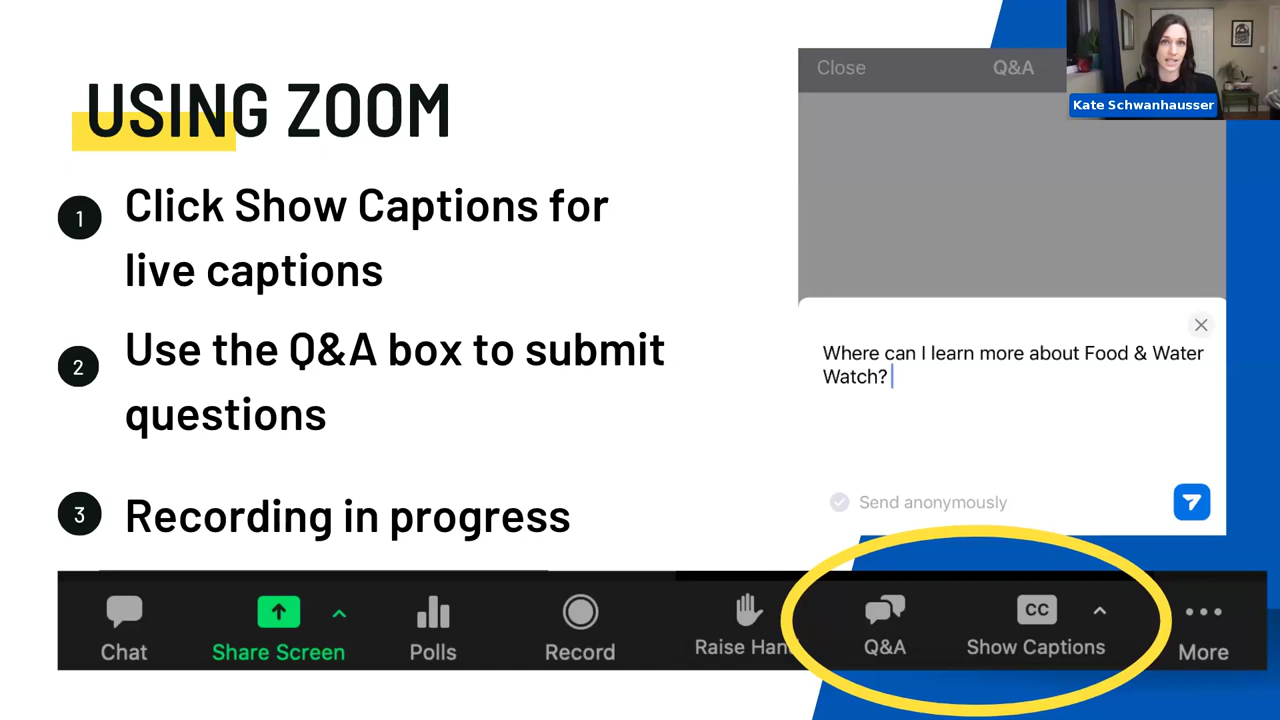 USING ZOOM
1
Click Show Captions for
live captions
2
Use the Q&A box to submit
questions
3
Recording in progress
Close
Q&A
Kate Schwanhausser
Where can I learn more about Food & Water
Watch?
Send anonymously
Chat
Share Screen
Polls
Record
Raise Han
Q&A
CC
Show Captions
More